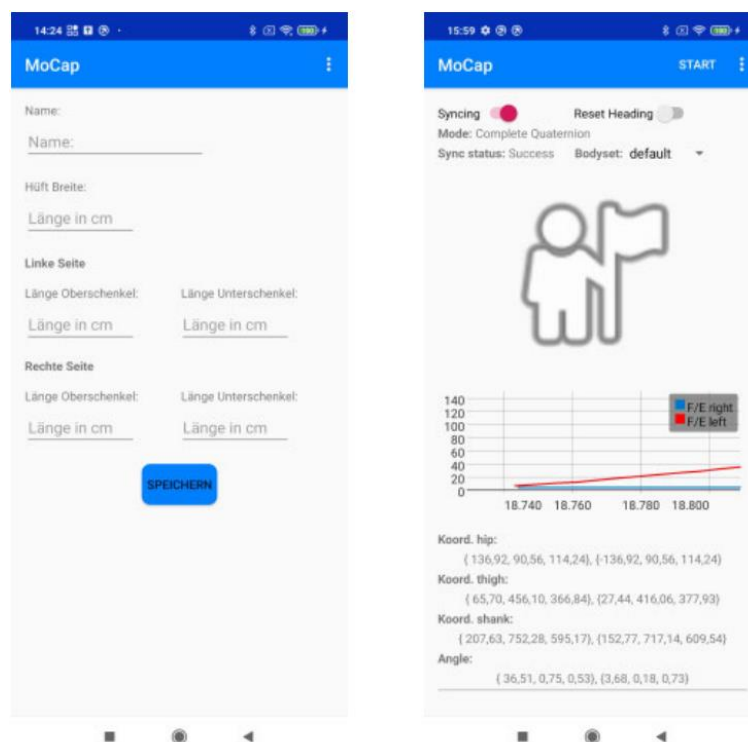 14:24
MoCap
Name:
Name:
Hüft Breite:
Länge in cm
Linke Seite
Länge Oberschenkel: Länge Unterschenkel:
Länge in cm Länge in cm
Rechte Seite
Länge Oberschenkel: Länge Unterschenkel:
Länge in cm Länge in cm
SPEICHERN
15:59
MoCap START
Syncing Reset Heading
Mode: Complete Quaternion
Sync status: Success Bodyset: default
140
120
100
80
60
40
20
0
F/E right
F/E left
18.740 18.760 18.780 18.800
Koord. hip:
{ 136,92, 90,56, 114,24}, {-136,92, 90,56, 114,24}
Koord. thigh:
{ 65,70, 456,10, 366,84}, {27,44, 416,06, 377,93}
Koord. shank:
{ 207,63, 752,28, 595,17}, {152,77, 717,14, 609,54}
Angle:
{ 36,51, 0,75, 0,53}, {3,68, 0,18, 0,73}